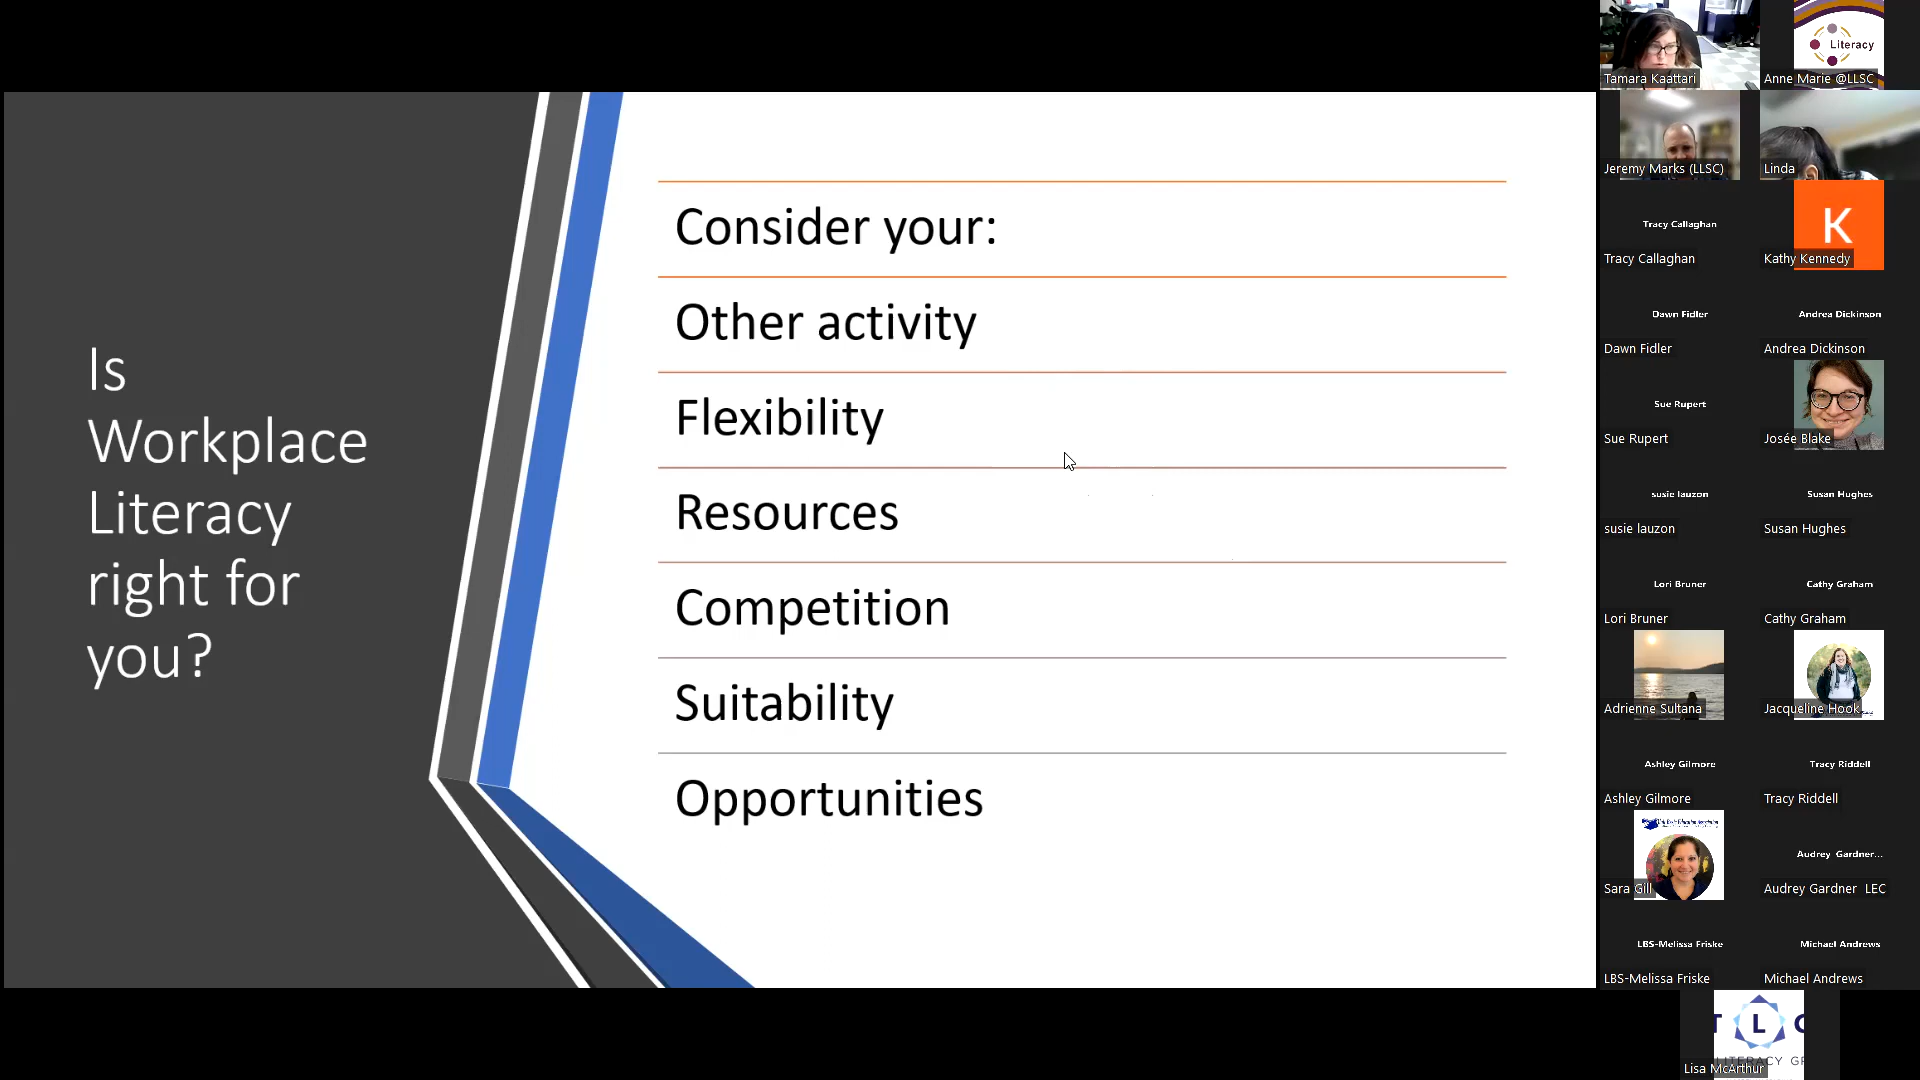 Is
Workplace
Literacy
right for
you?
Consider your:
Other activity
Flexibility
Resources
Competition
Suitability
Opportunities
Tamara Kaattari
Literacy
Anne Marie @LLSC
Jeremy Marks (LLSC)
Linda
Tracy Callaghan
Tracy Callaghan
K
Kathy Kennedy
Dawn Fidler
Dawn Fidler
Andrea Dickinson
Andrea Dickinson
Sue Rupert
Sue Rupert
Josée Blake
susie lauzon
susie lauzon
Susan Hughes
Susan Hughes
Lori Bruner
Lori Bruner
Cathy Graham
Cathy Graham
Adrienne Sultana
Jacqueline Hook
Ashley Gilmore
Ashley Gilmore
Tracy Riddell
Tracy Riddell
Sara Gill
Audrey Gardner...
Audrey Gardner LEC
LBS-Melissa Friske
LBS-Melissa Friske
Michael Andrews
Michael Andrews
T L C
LITERACY GR
Lisa McArthur